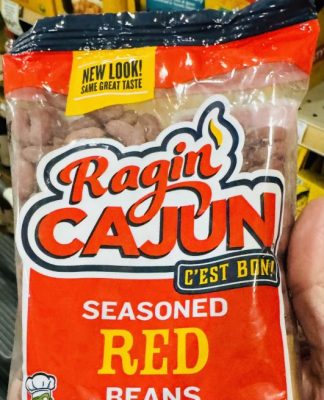 NEW LOOK!
SAME GREAT TASTE
Ragin'
CAJUN
C'EST BON!
SEASONED
RED
BEANS